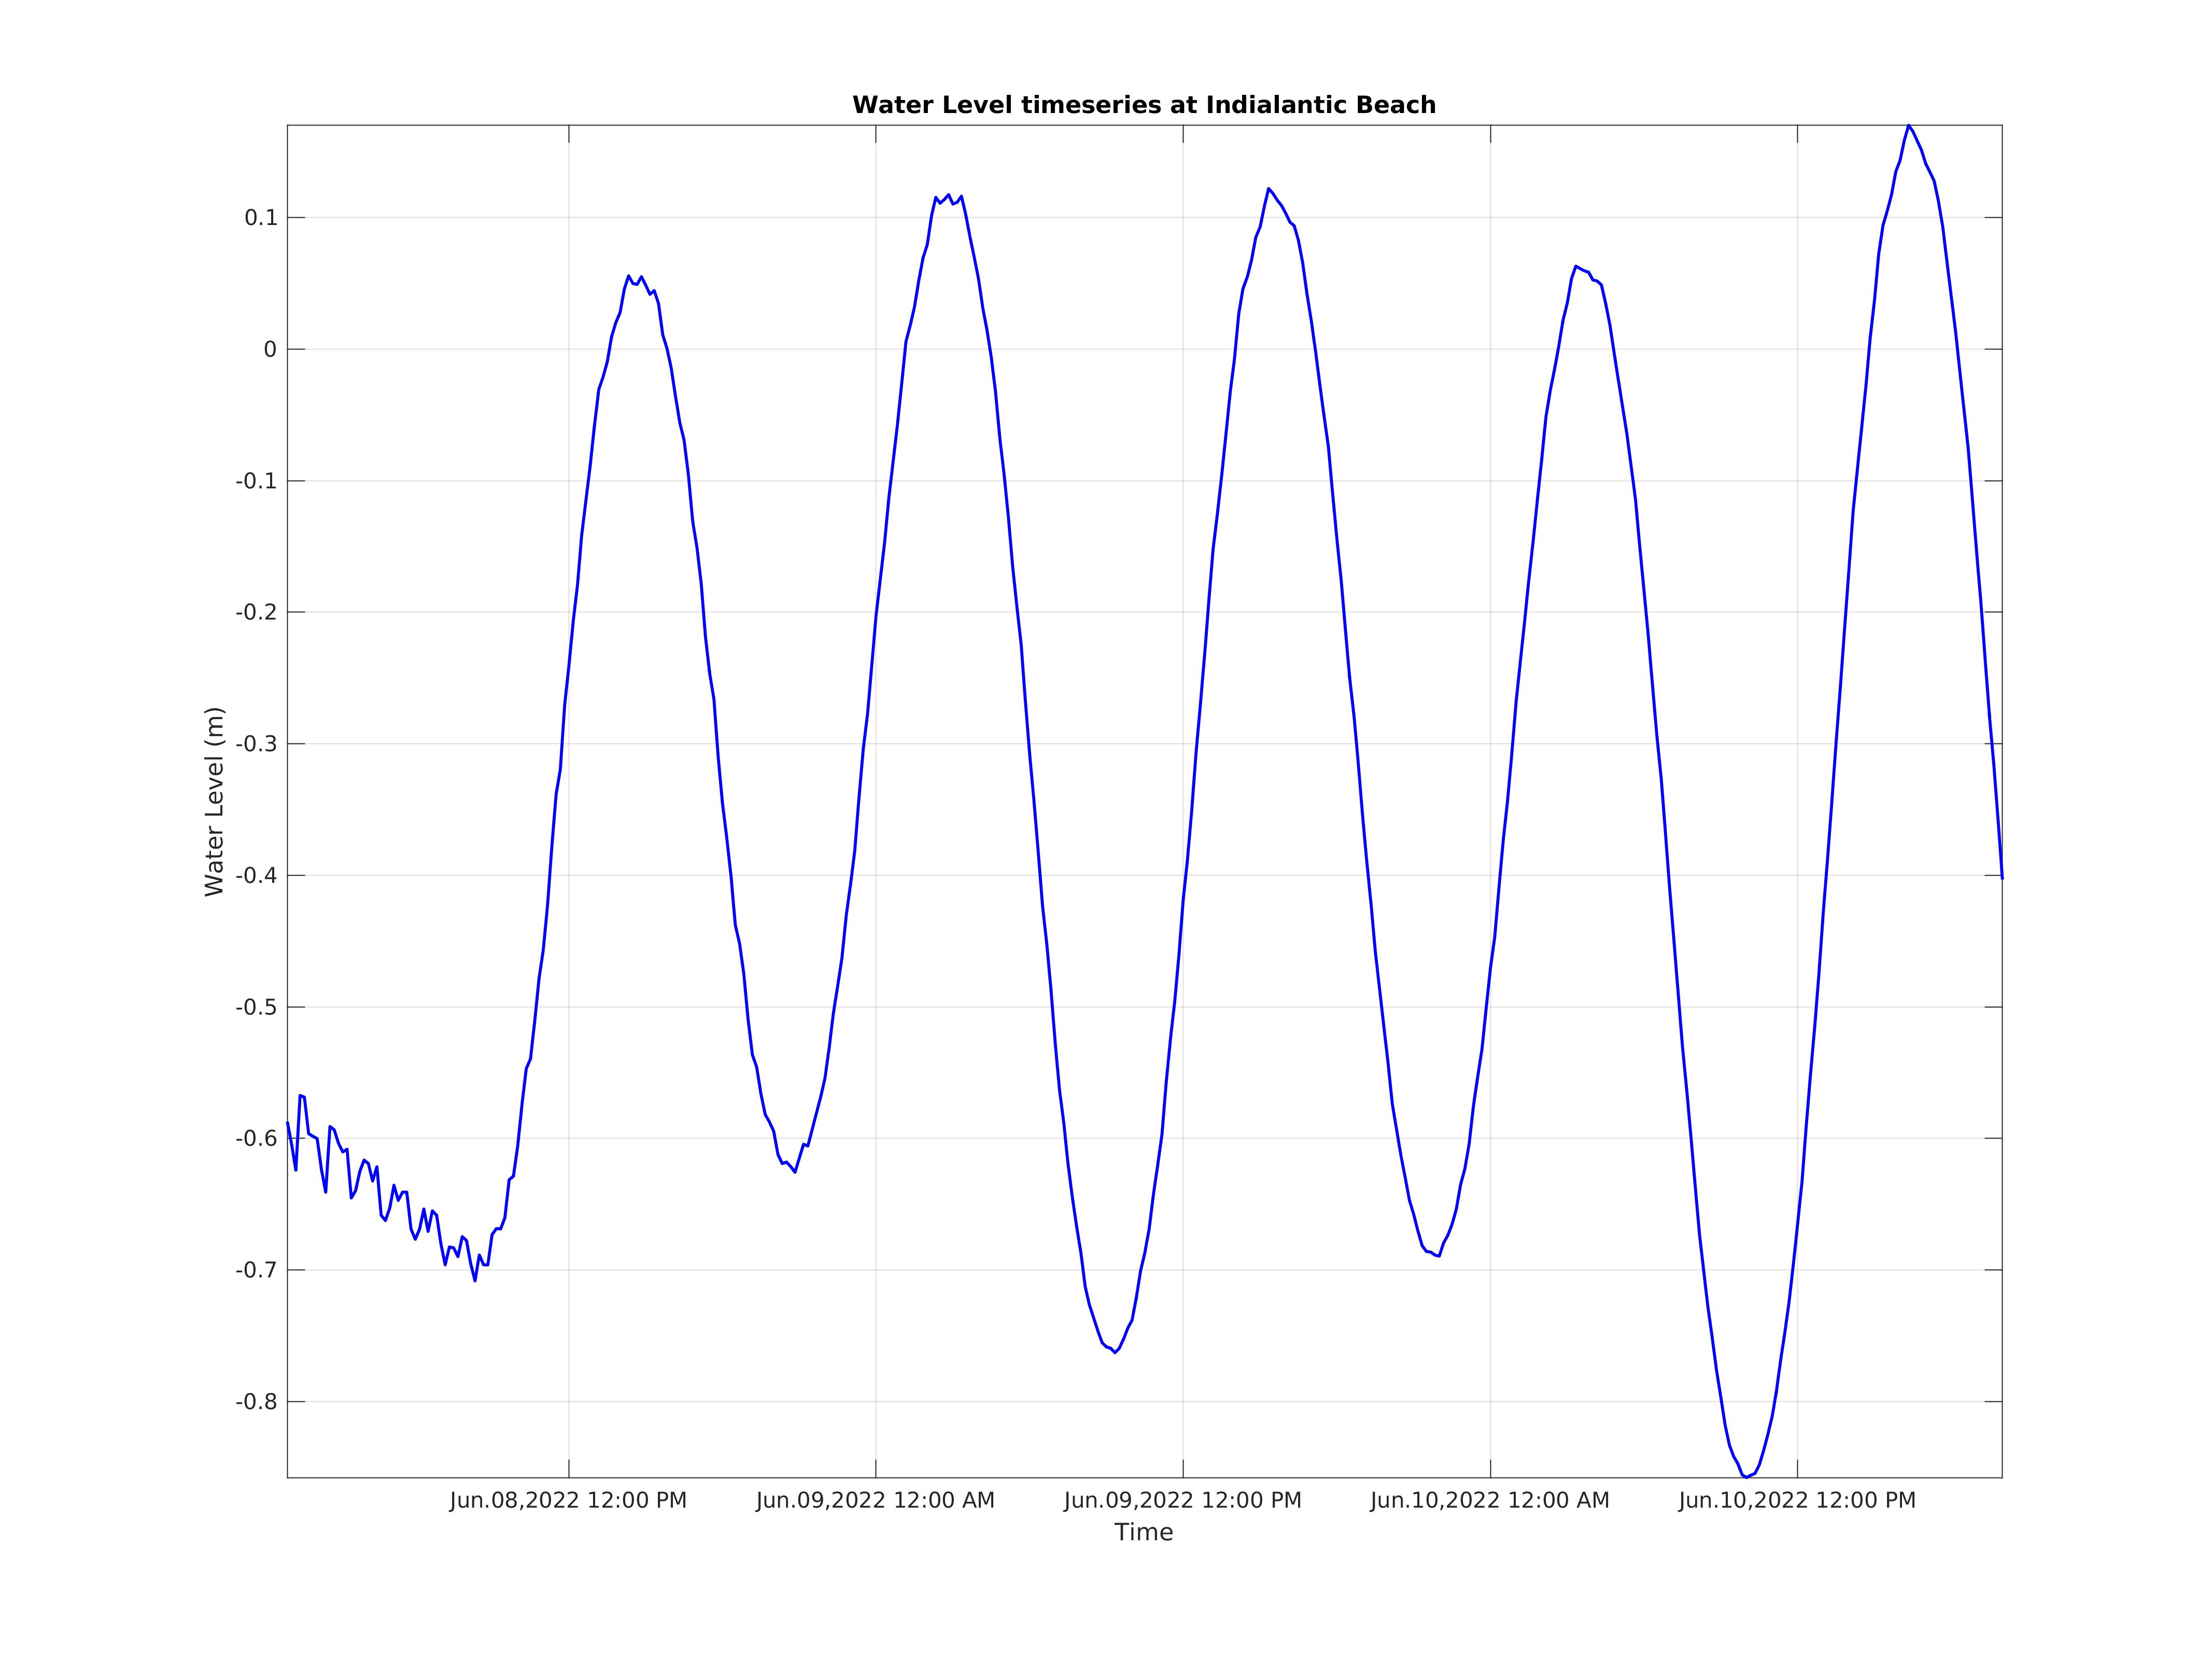 Water Level timeseries at Indialantic Beach
Water Level (m)
0.1
0
-0.1
-0.2
-0.3
-0.4
-0.5
-0.6
-0.7
-0.8
Jun.08,2022 12:00 PM
Jun.09,2022 12:00 AM
Jun.09,2022 12:00 PM
Jun.10,2022 12:00 AM
Jun.10,2022 12:00 PM
Time